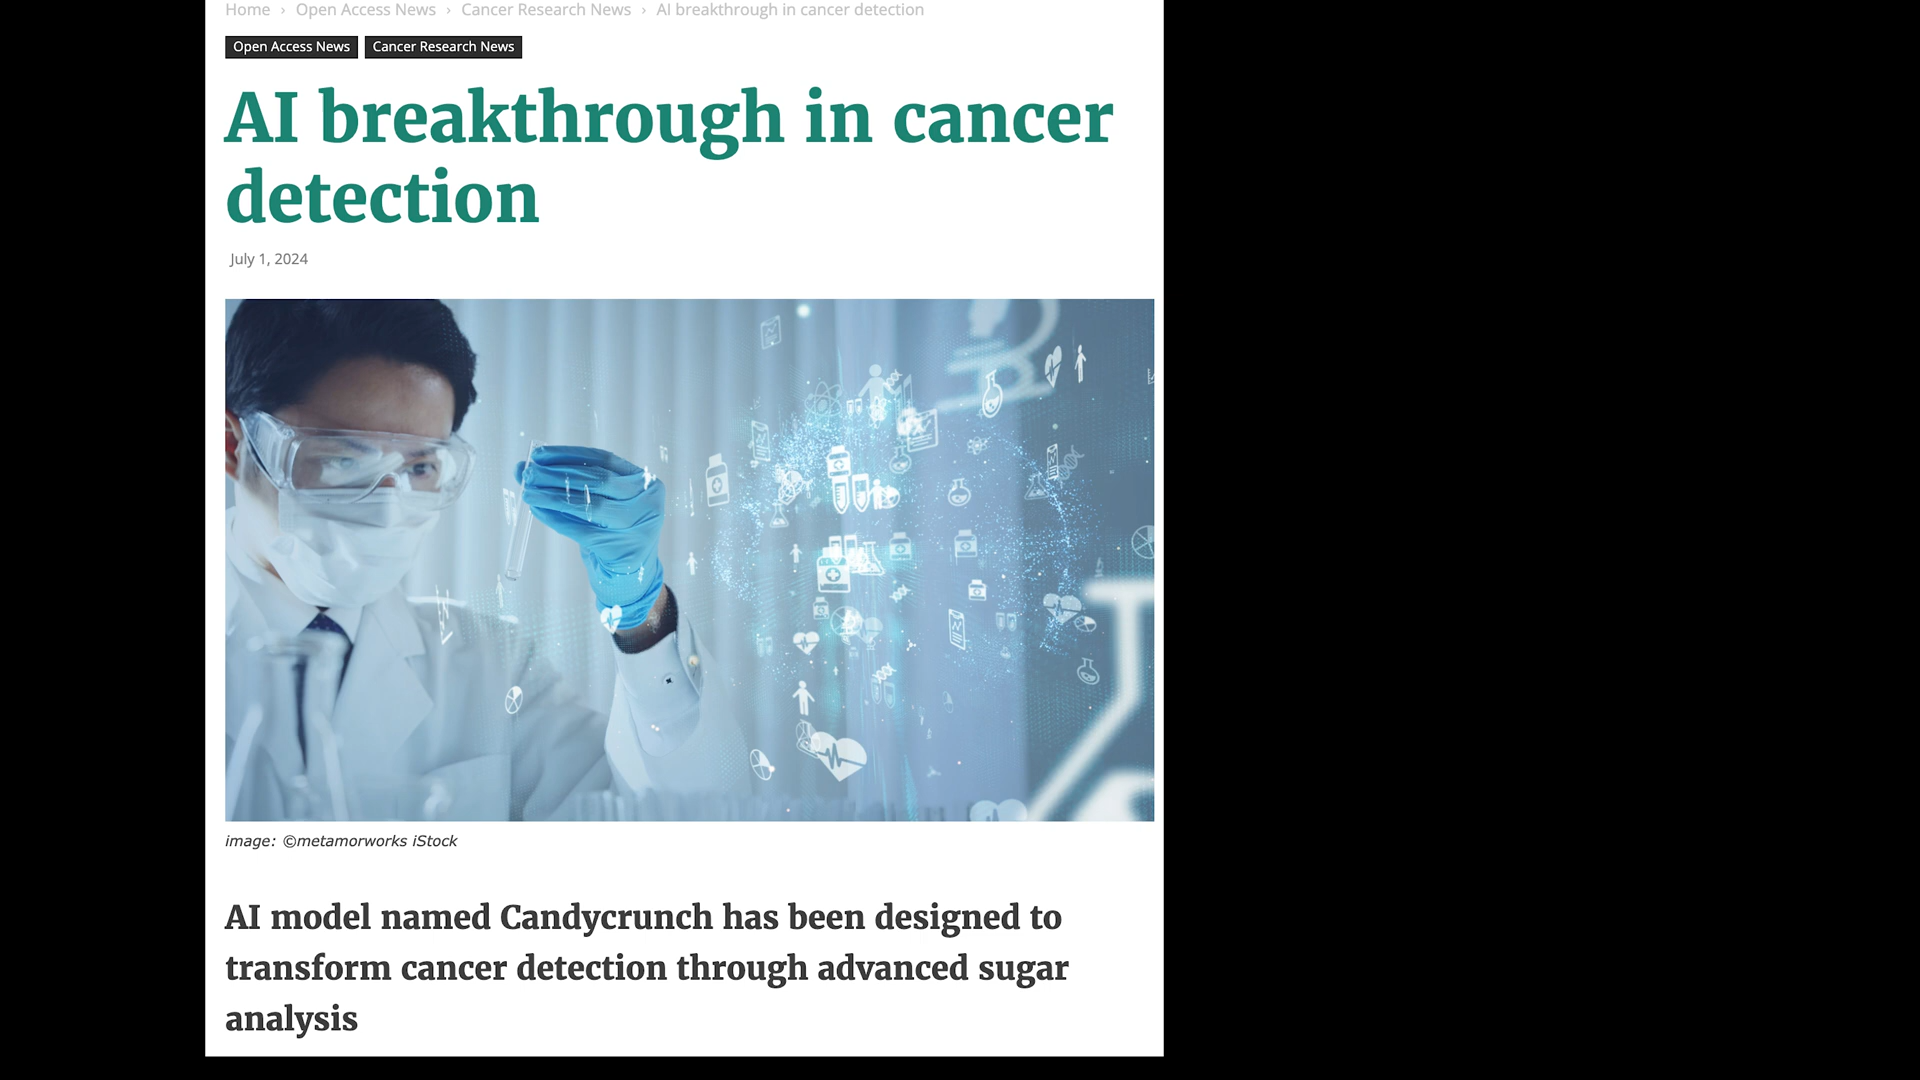 Home › Open Access News › Cancer Research News › AI breakthrough in cancer detection
Open Access News Cancer Research News
AI breakthrough in cancer
detection
July 1, 2024
image: ©metamorworks iStock
AI model named Candycrunch has been designed to
transform cancer detection through advanced sugar
analysis